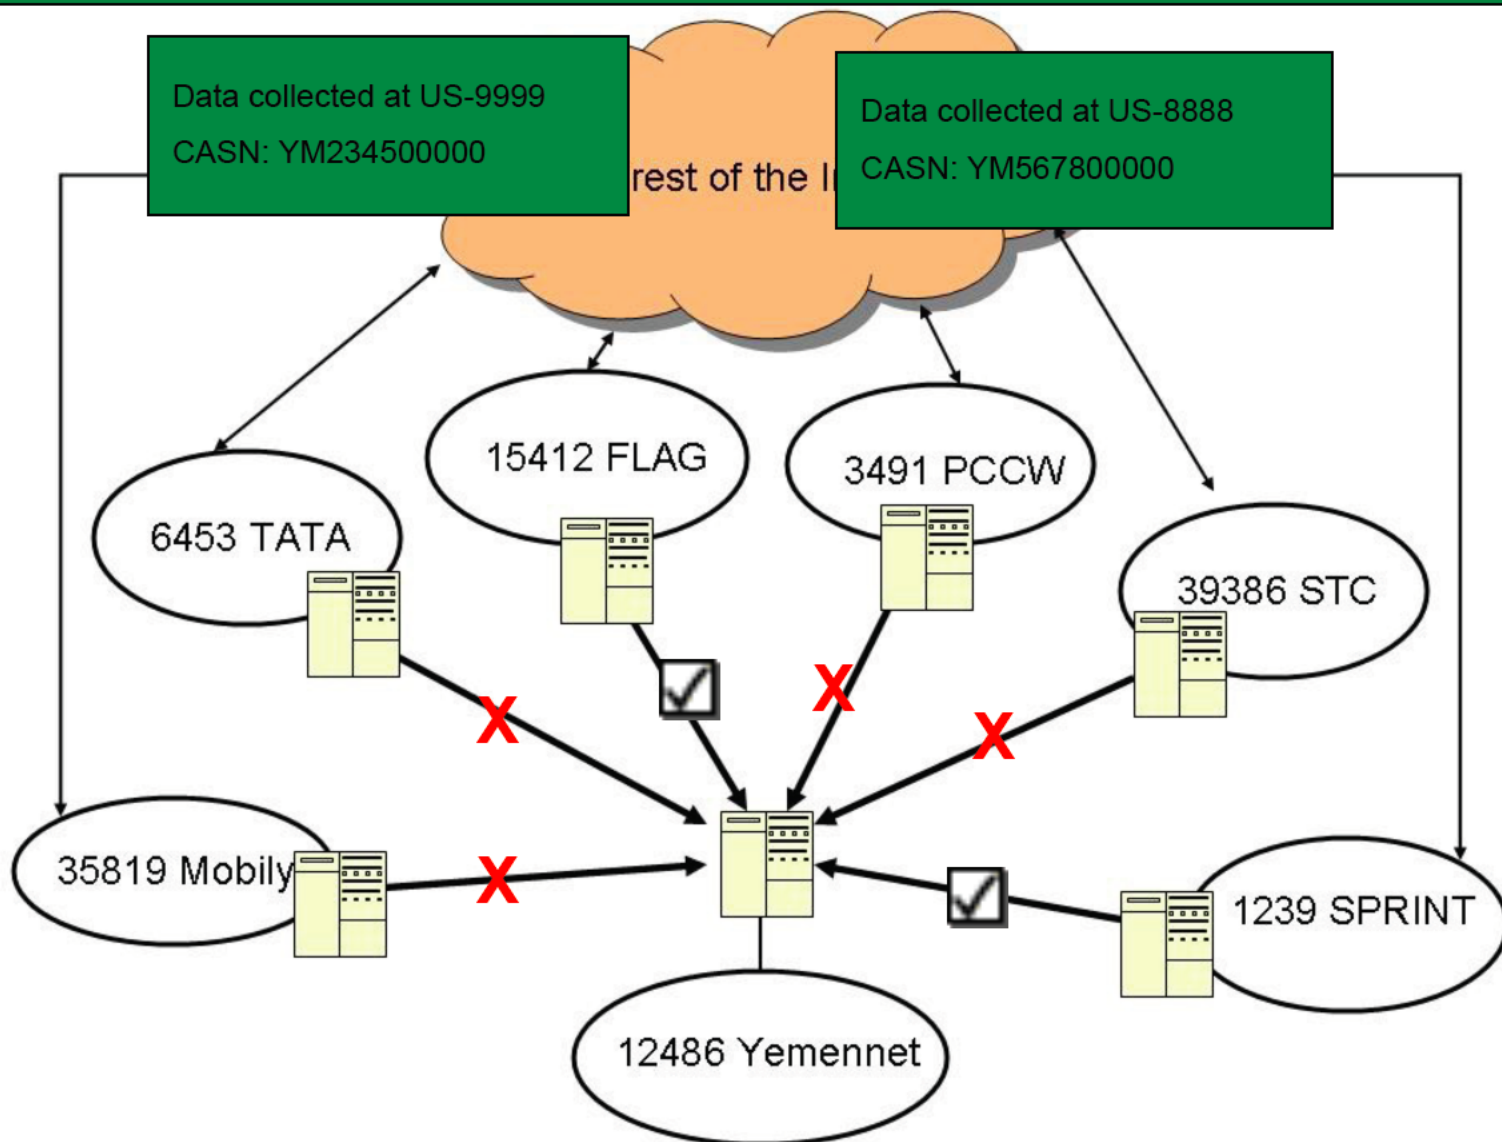 Data collected at US-9999
CASN: YM234500000
Data collected at US-8888
CASN: YM567800000
rest of the
15412 FLAG
3491 PCCW
6453 TATA
39386 STC
X
X
X
35819 Mobily
X
1239 SPRINT
12486 Yemennet